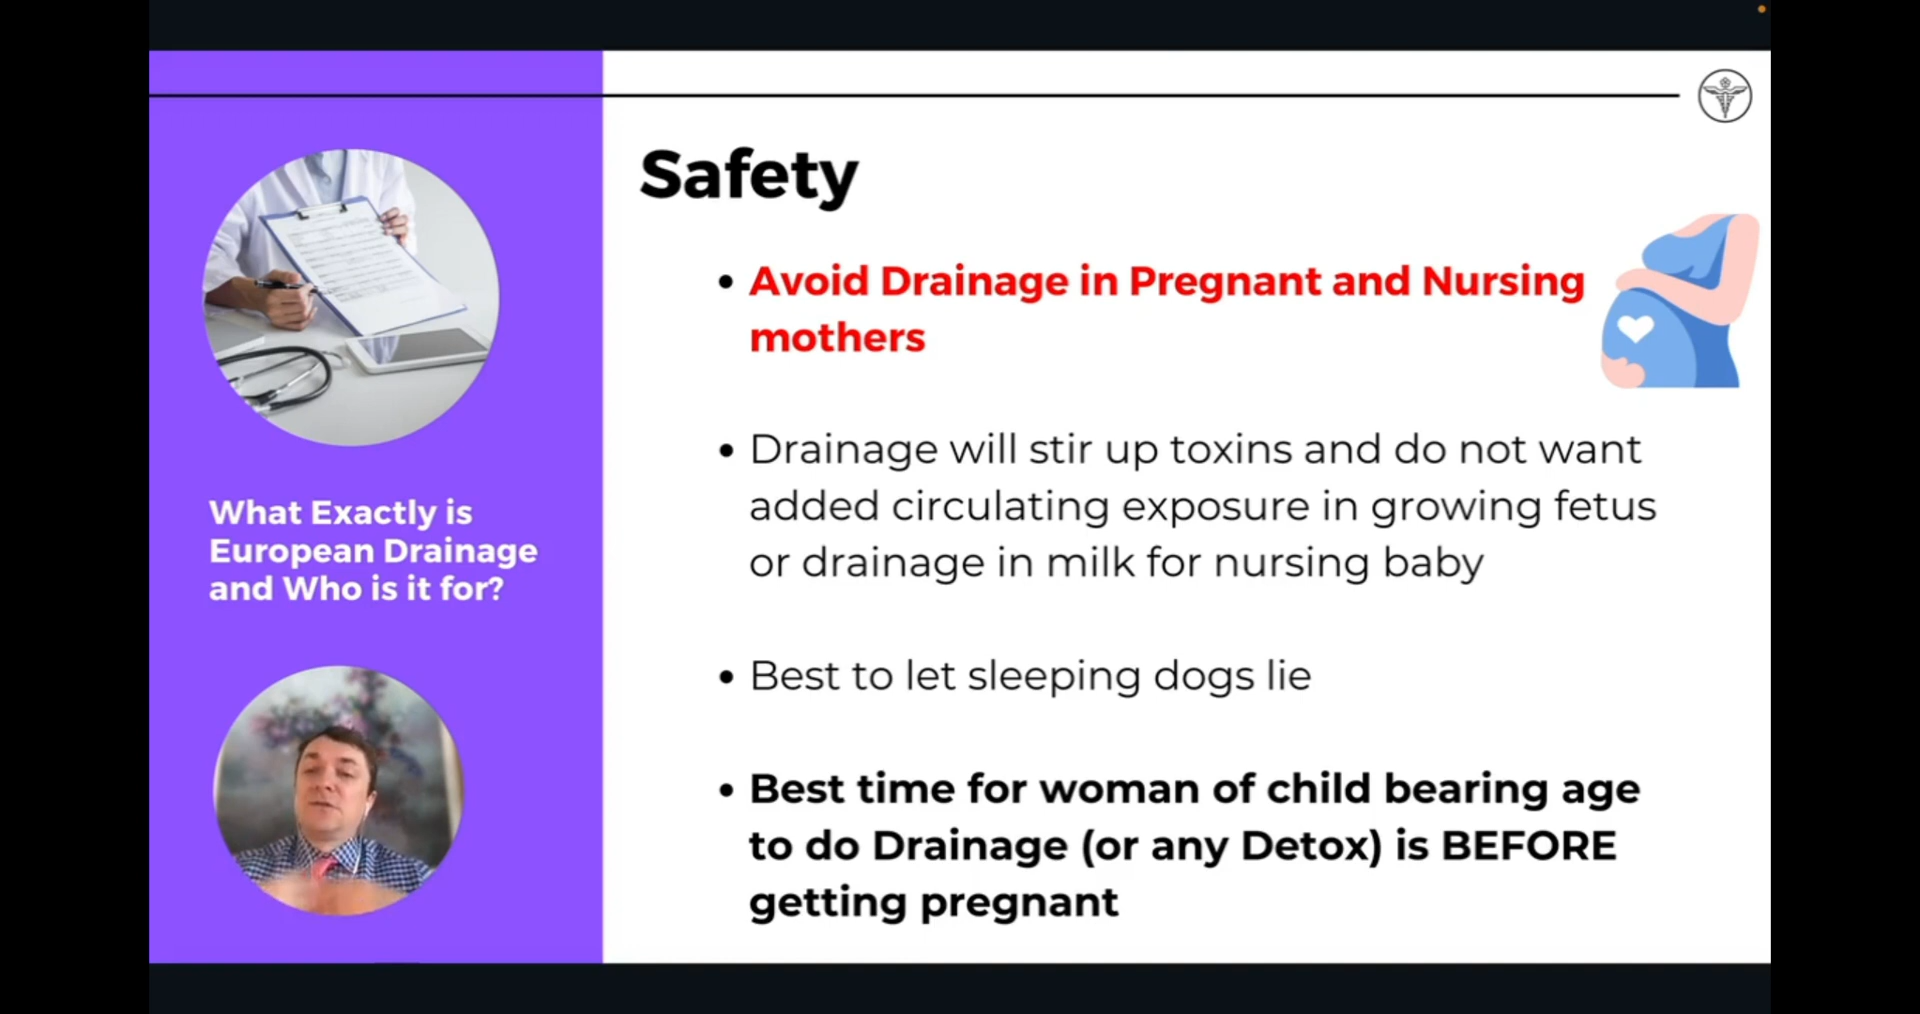 What Exactly is
European Drainage
and Who is it for?
Safety
• Avoid Drainage in Pregnant and Nursing
mothers
• Drainage will stir up toxins and do not want
added circulating exposure in growing fetus
or drainage in milk for nursing baby
• Best to let sleeping dogs lie
• Best time for woman of child bearing age
to do Drainage (or any Detox) is BEFORE
getting pregnant